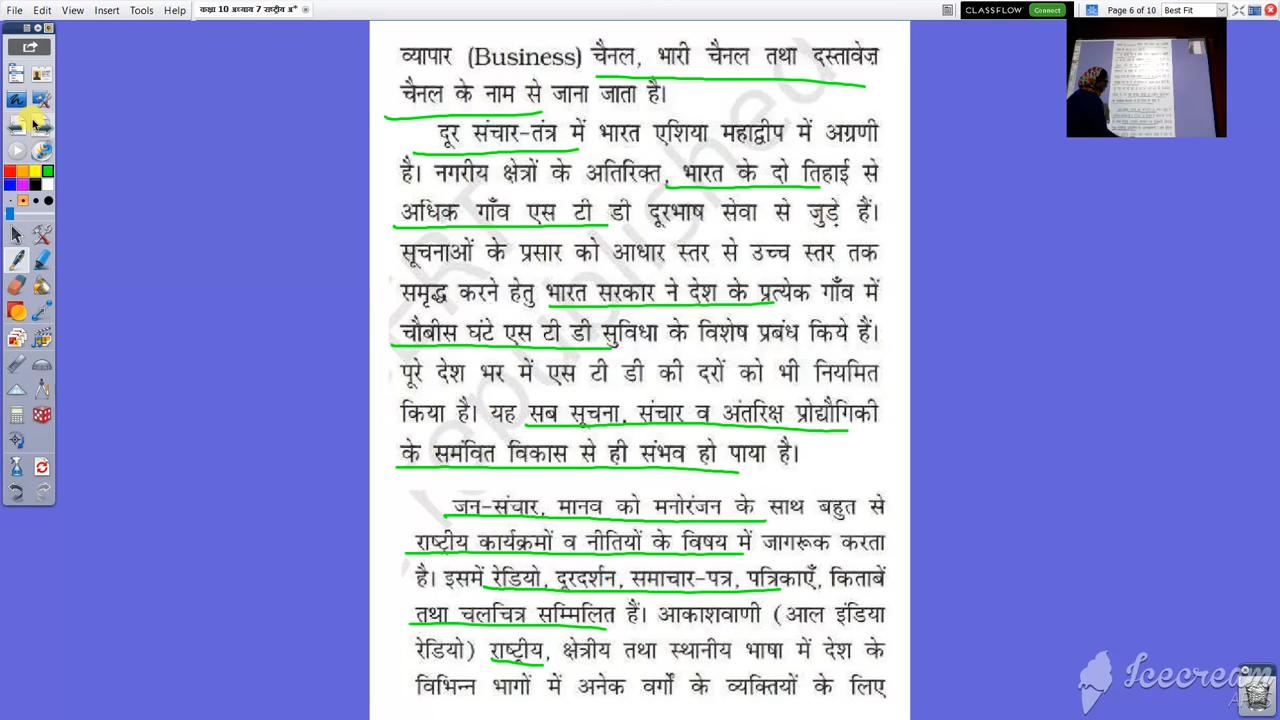 File Edit View Insert Tools Help कक्षा 10 अध्याय 7 राष्ट्रीय अ* CLASSFLOW Connect Page 6 of 10 Best Fit
व्यापार (Business) चैनल, भारी चैनल तथा दस्तावेज़
चैनल के नाम से जाना जाता है।
संचार-तंत्र में भारत एशिया महाद्वीप में अग्रणी
है। नगरीय क्षेत्रों के अतिरिक्त, भारत के दो तिहाई से
अधिक गाँव एस टी डी दूरभाष सेवा से जुड़े हैं।
सूचनाओं के प्रसार को आधार स्तर से उच्च स्तर तक
समृद्ध करने हेतु भारत सरकार ने देश के प्रत्येक गाँव में
चौबीस घंटे एस टी डी सुविधा के विशेष प्रबंध किये हैं।
पूरे देश भर में एस टी डी की दरों को भी नियमित
किया है। यह सब सूचना, संचार व अंतरिक्ष प्रोद्यौगिकी
के समंवित विकास से ही संभव हो पाया है।
जन-संचार, मानव को मनोरंजन के साथ बहुत से
राष्ट्रीय कार्यक्रमों व नीतियों के विषय में जागरूक करता
है। इसमें रेडियो, दूरदर्शन, समाचार-पत्र, पत्रिकाएँ, किताबें
तथा चलचित्र सम्मिलित हैं। आकाशवाणी (आल इंडिया
रेडियो) राष्ट्रीय, क्षेत्रीय तथा स्थानीय भाषा में देश के
विभिन्न भागों में अनेक वर्गों के व्यक्तियों के लिए
Icecream